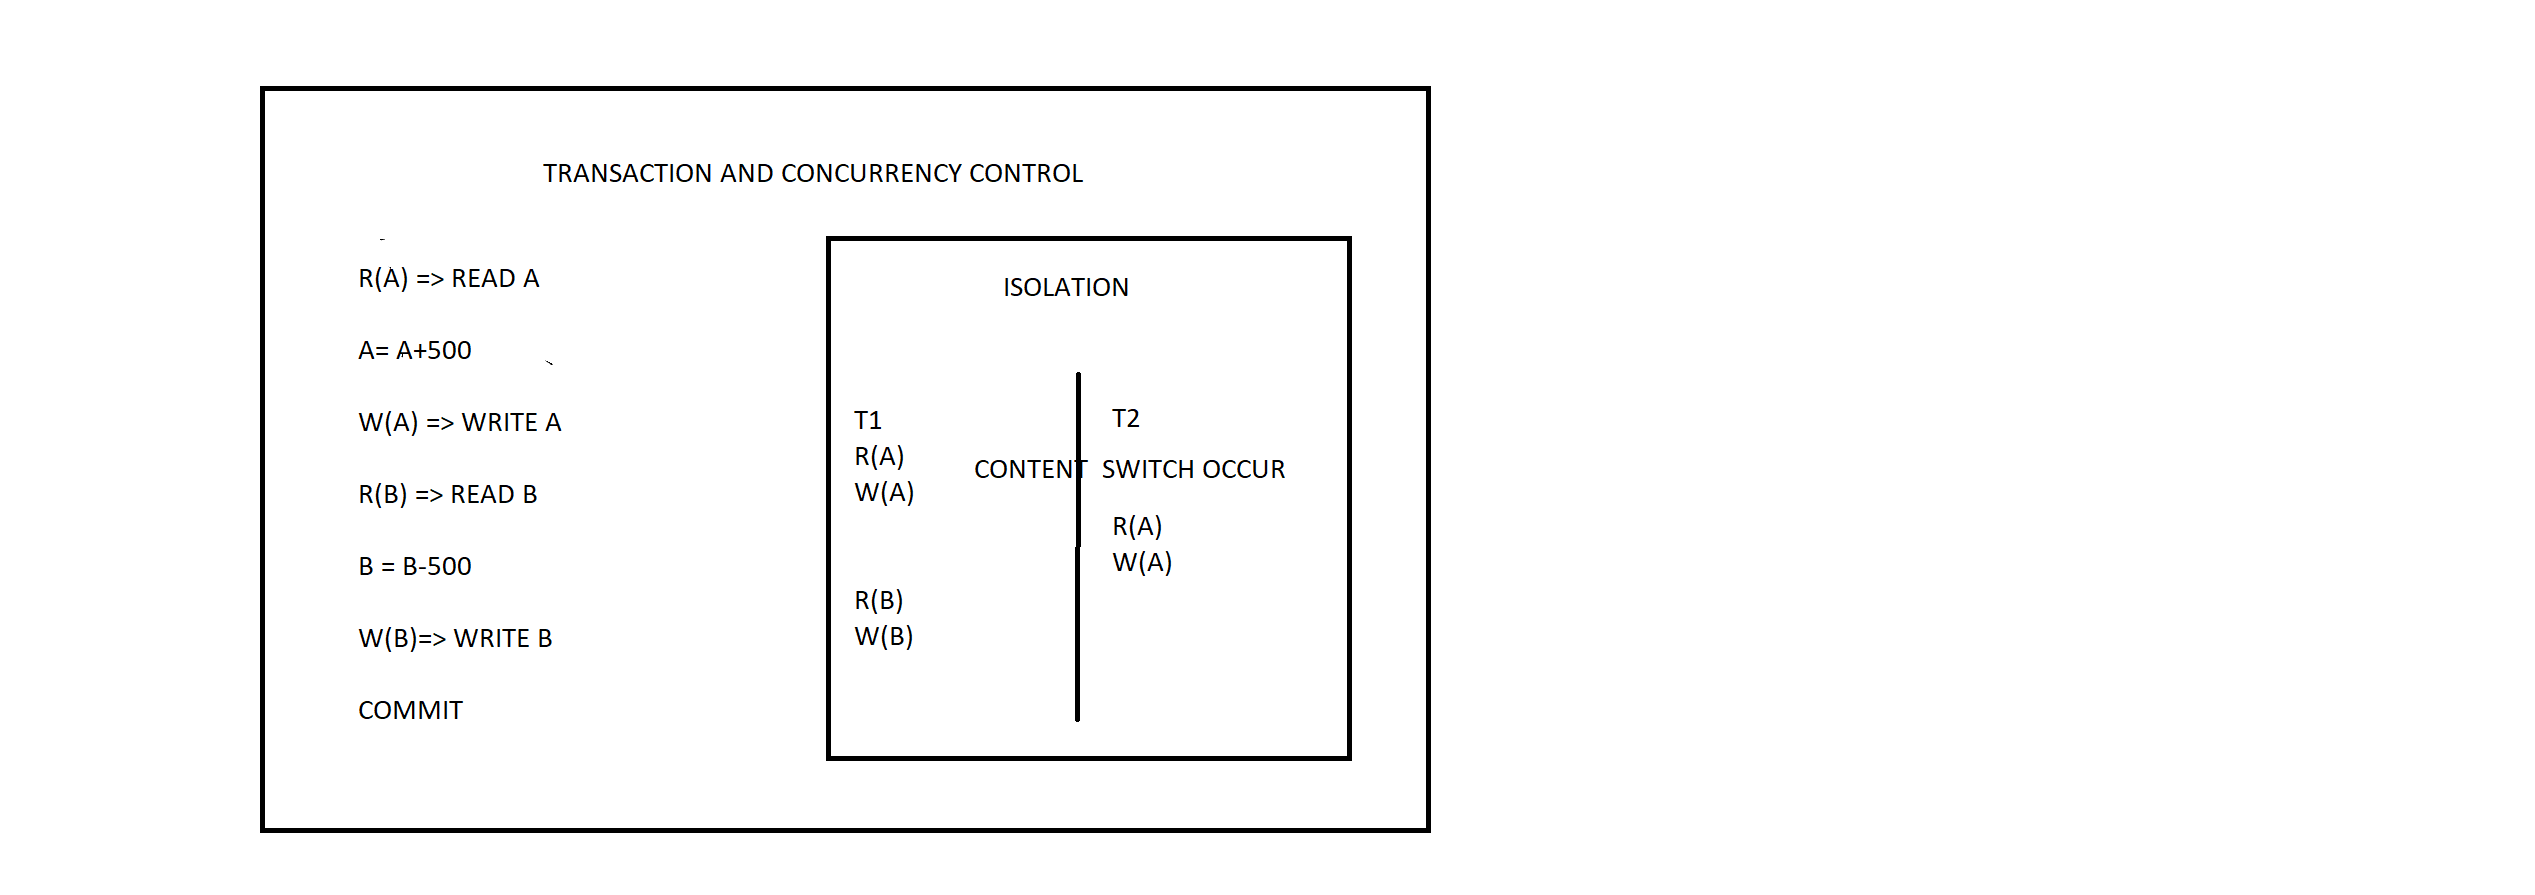 TRANSACTION AND CONCURRENCY CONTROL
R(A) => READ A
A= A+500
W(A) => WRITE A
R(B) => READ B
B = B-500
W(B)=> WRITE B
COMMIT
ISOLATION
T1
R(A)
W(A)
R(B)
W(B)
CONTENT SWITCH OCCUR
T2
R(A)
W(A)